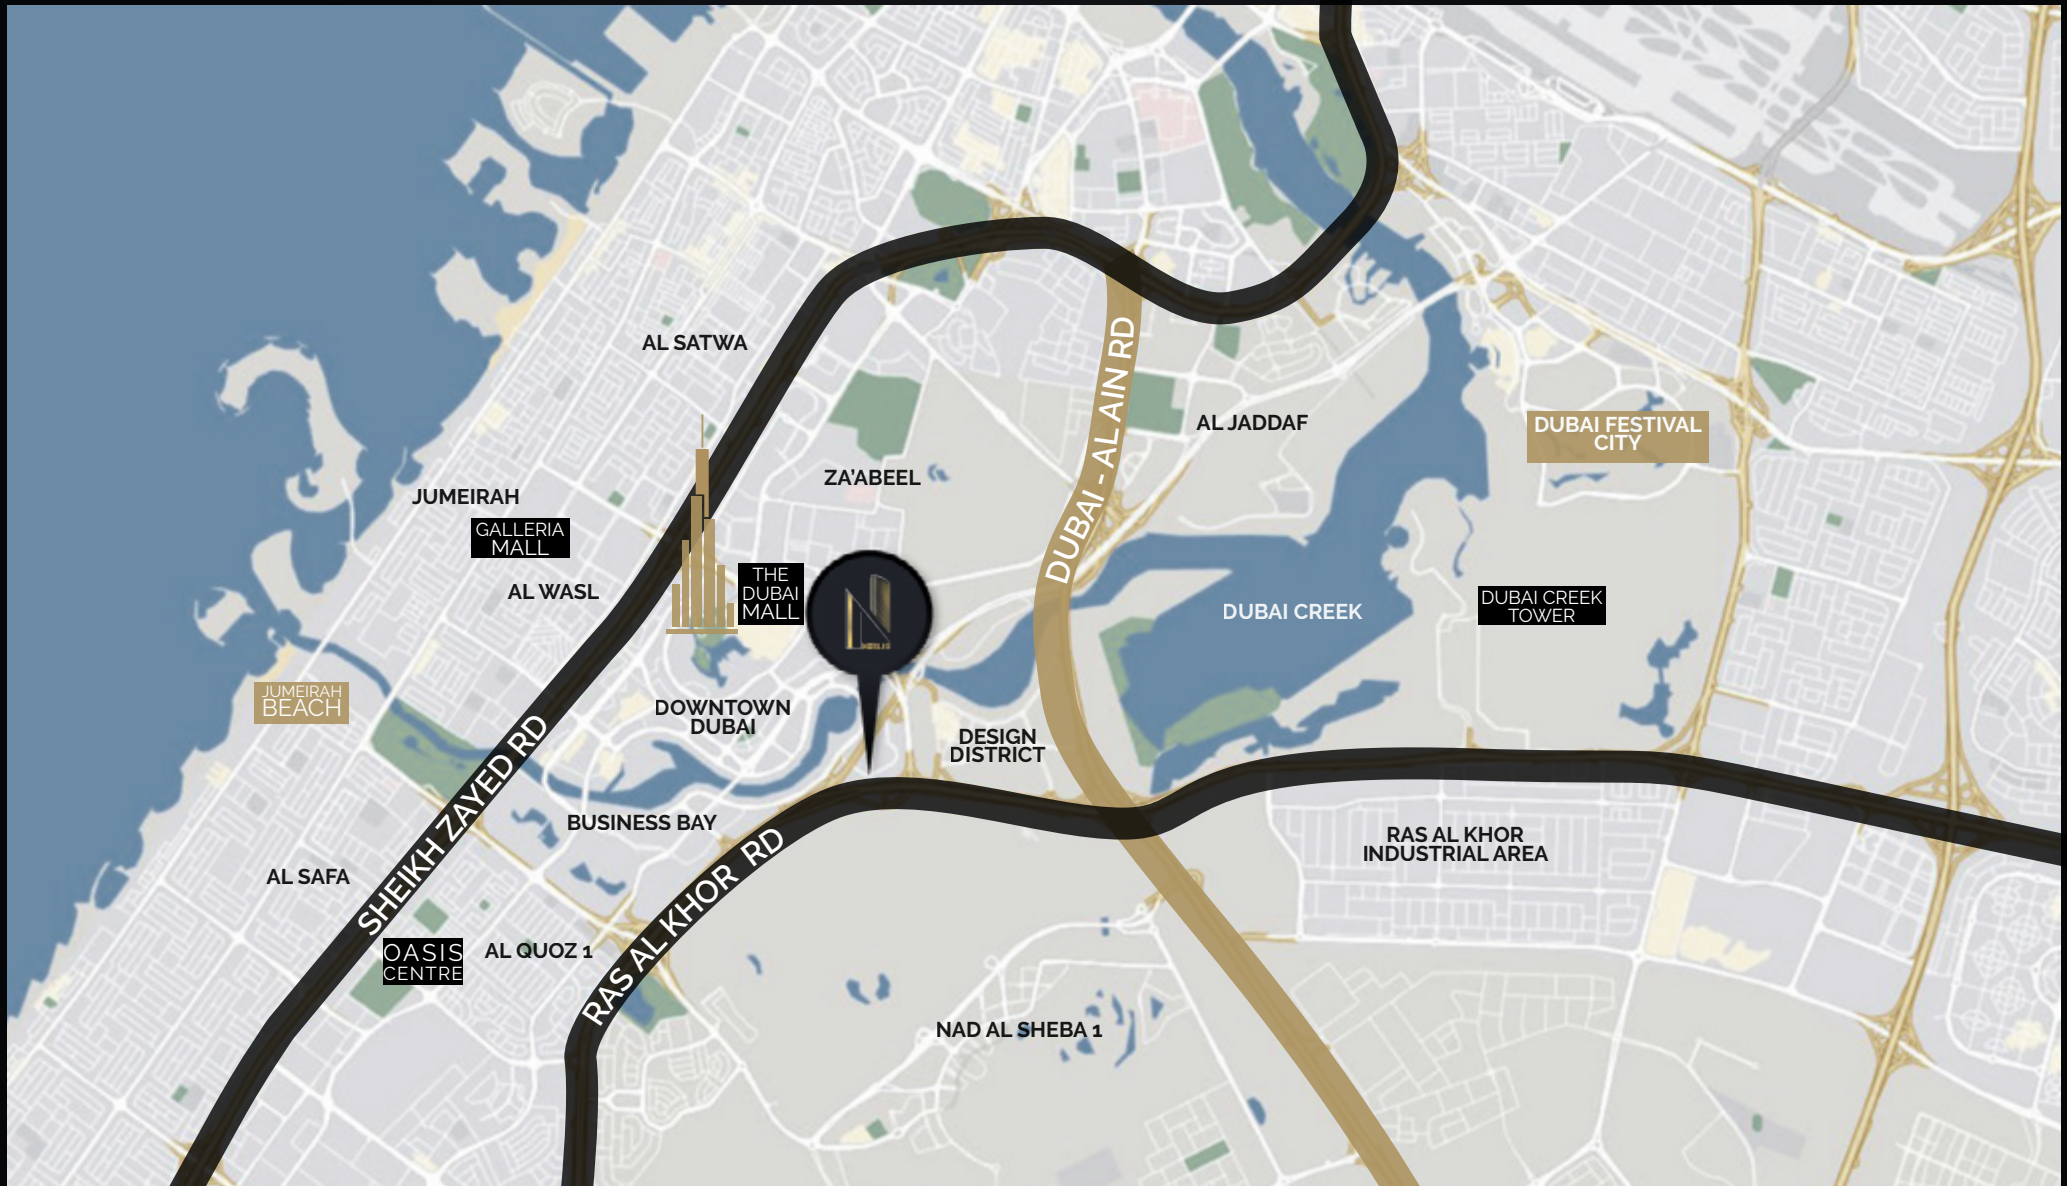 AL SATWA
DUBAI - AL AIN RD
AL JADDAF
DUBAI FESTIVAL
CITY
ZA'ABEEL
JUMEIRAH
GALLERIA
MALL
AL WASL
THE
DUBAI
MALL
N
DUBAI CREEK
DUBAI CREEK
TOWER
JUMEIRAH
BEACH
DOWNTOWN
DUBAI
DESIGN
DISTRICT
SHEIKH ZAYED RD
BUSINESS BAY
RAS AL KHOR RD
RAS AL KHOR
INDUSTRIAL AREA
AL SAFA
OASIS
CENTRE
AL QUOZ 1
NAD AL SHEBA 1